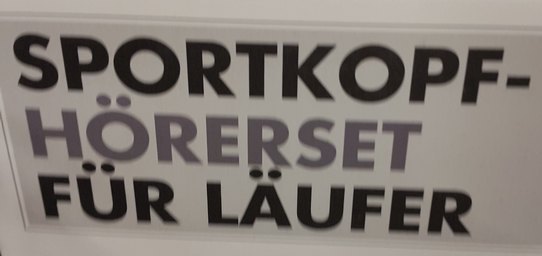 SPORTKOPF-
HÖRERSET
FÜR LÄUFER